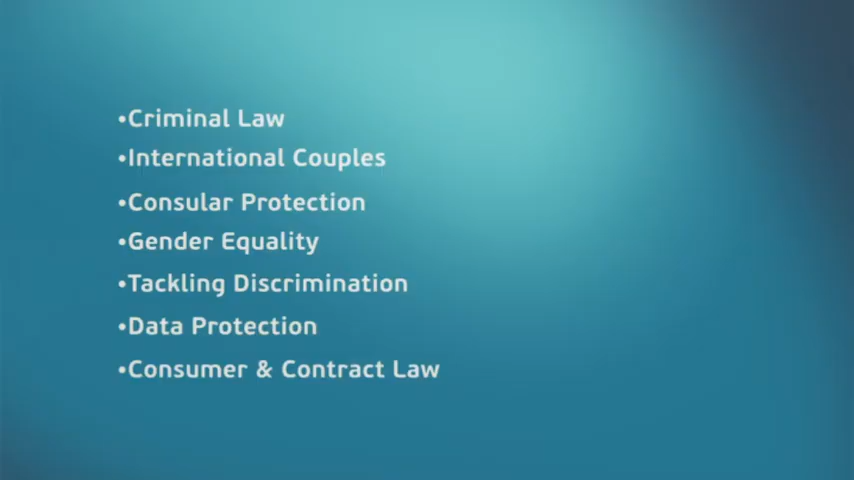 •Criminal Law
•International Couples
•Consular Protection
•Gender Equality
•Tackling Discrimination
•Data Protection
•Consumer & Contract Law